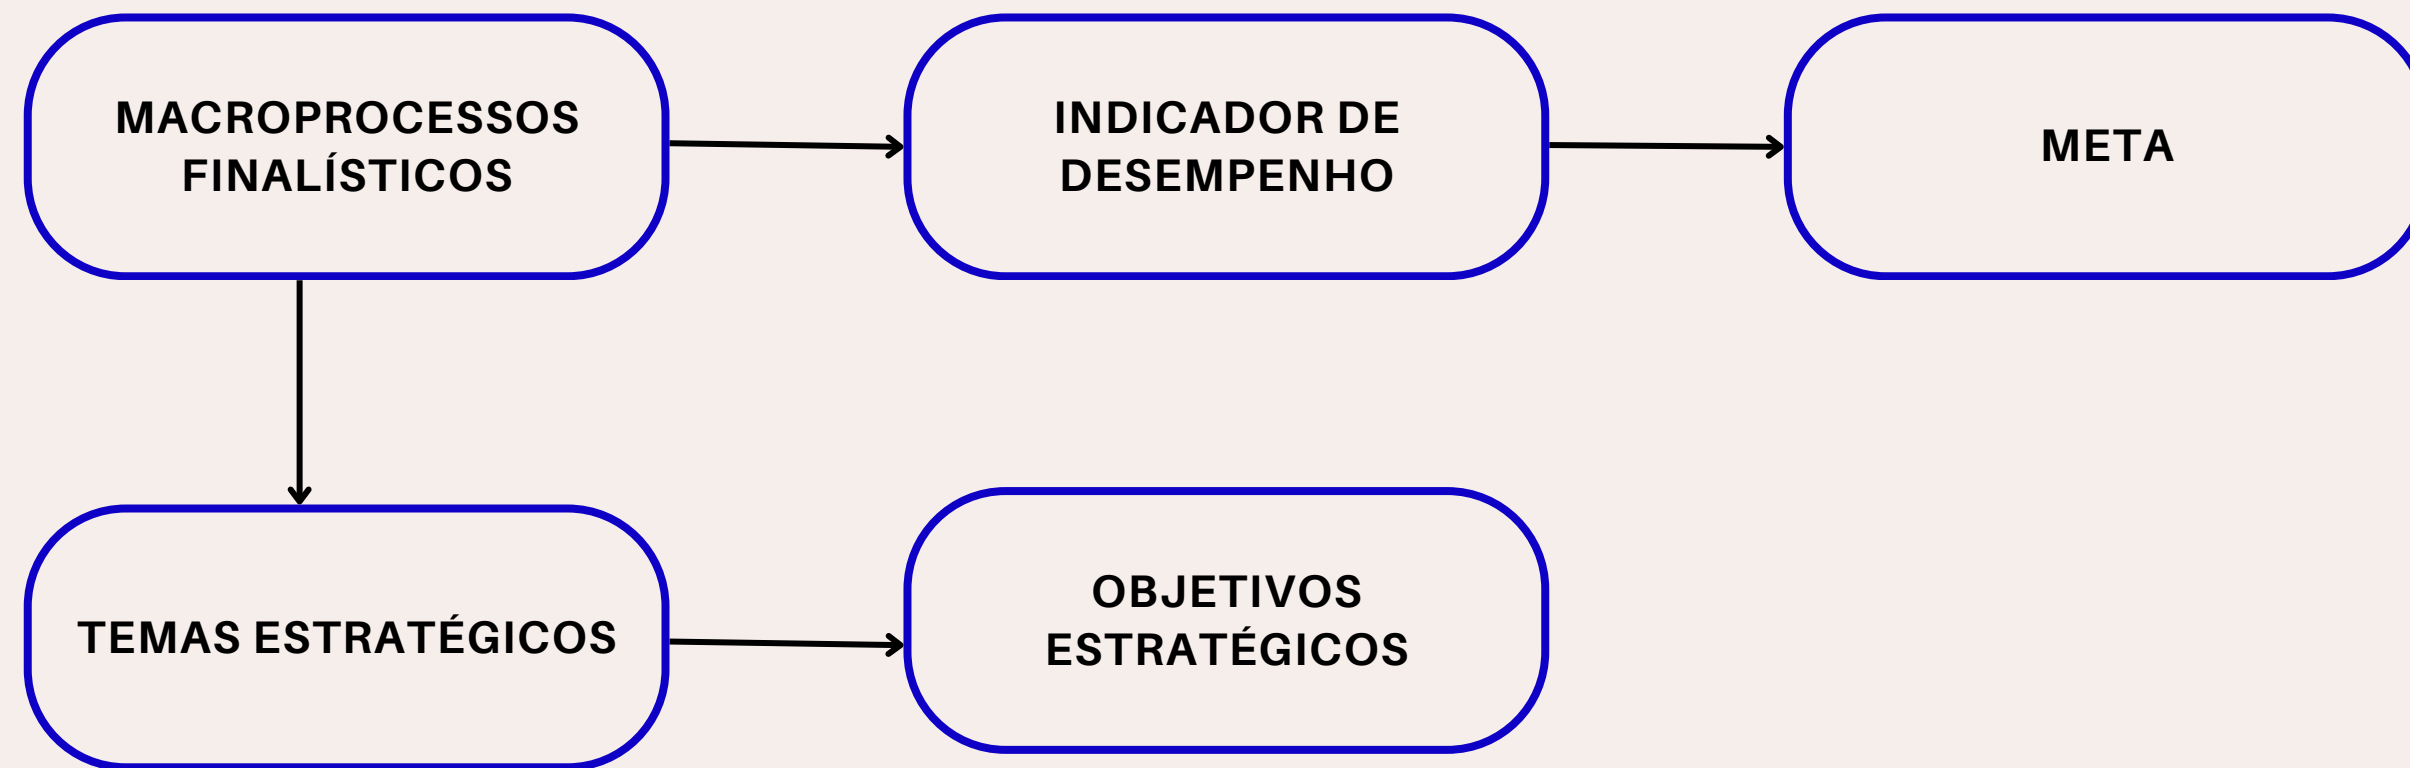 MACROPROCESSOS
FINALÍSTICOS
INDICADOR DE
DESEMPENHO
META
TEMAS ESTRATÉGICOS
OBJETIVOS
ESTRATÉGICOS